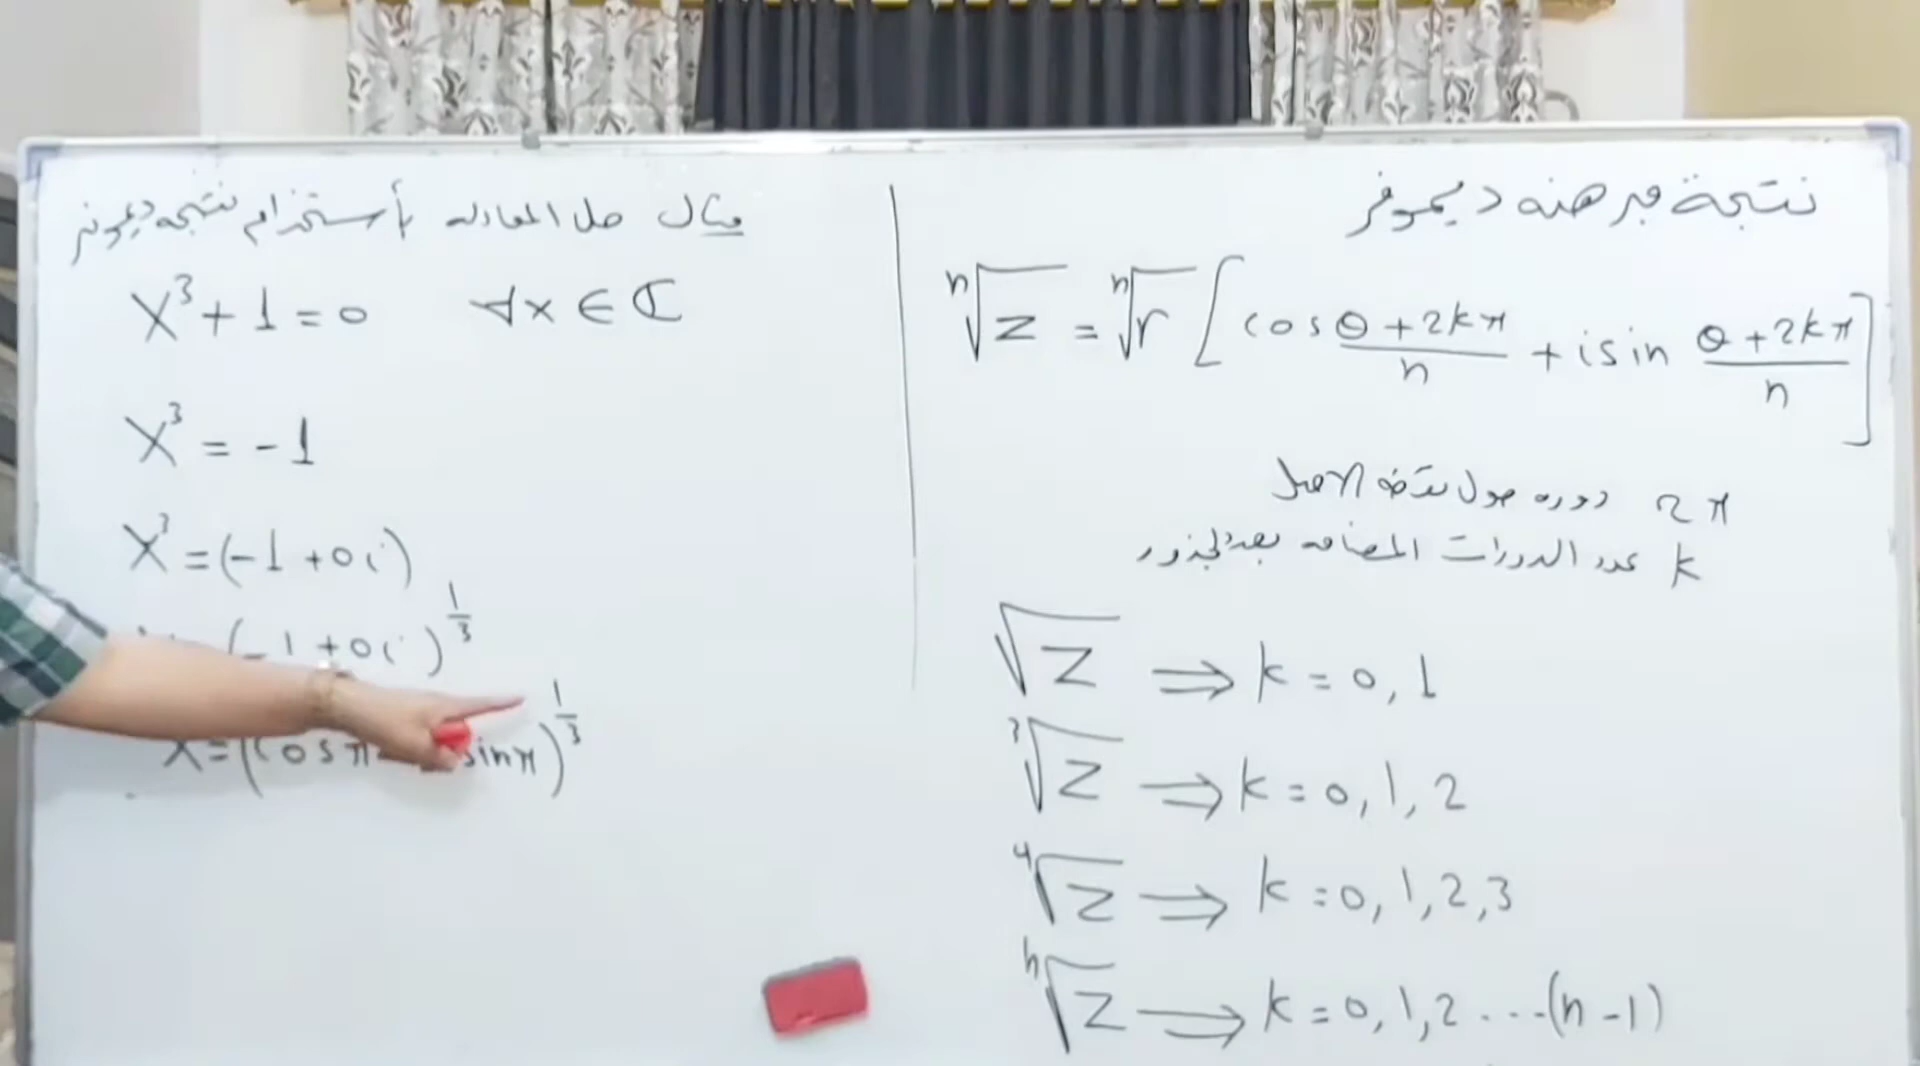 نتيجة مبرهنة ديموفر
ⁿ√z = ⁿ√r [cos (θ + 2kπ)/n + i sin (θ + 2kπ)/n]
2π دوره حول نقطة الاصل
k عدد الدورات المضافه بعدد الجذور
√z ⇒ k = 0, 1
³√z ⇒ k = 0, 1, 2
⁴√z ⇒ k = 0, 1, 2, 3
ⁿ√z ⇒ k = 0, 1, 2 ... (n - 1)
مثال حل المعادله بأستخدام نتيجه ديموفر
x³ + 1 = 0 ∀x ∈ ℂ
x³ = -1
x³ = (-1 + 0i)
(-1 + 0i)^(1/3)
x = (cos π sin π)^(1/3)